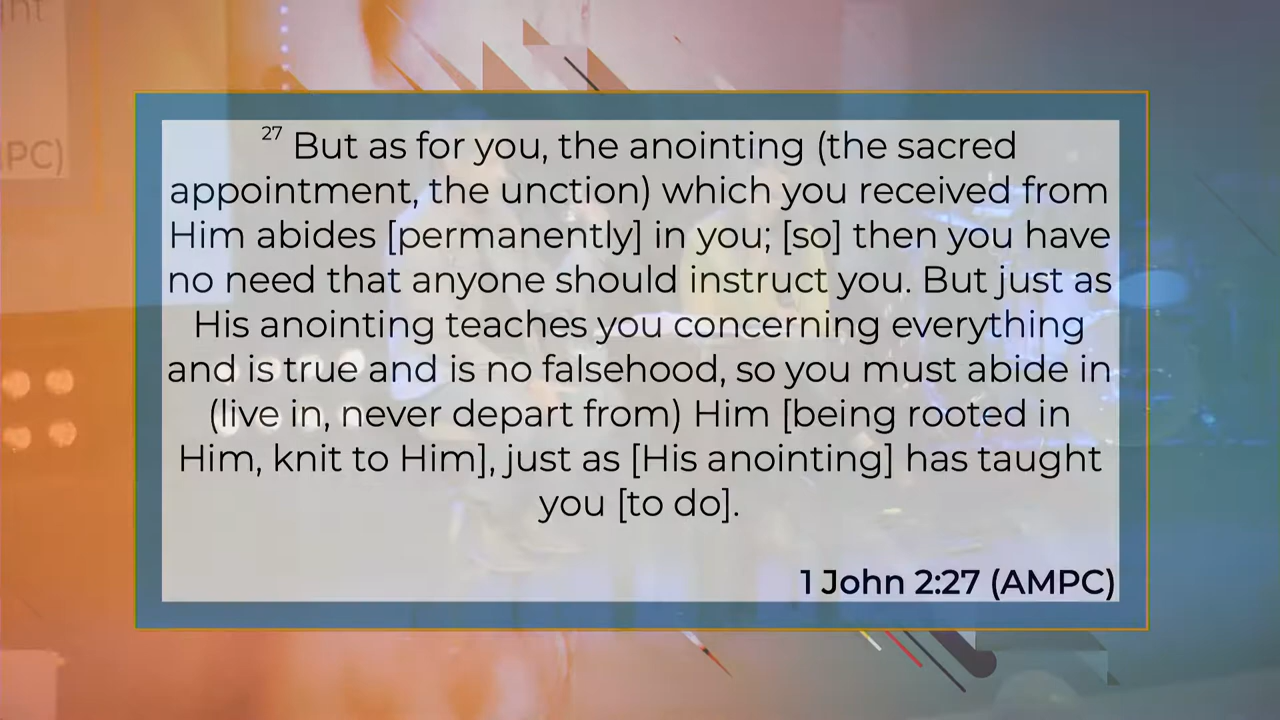 ht
PC)
27 But as for you, the anointing (the sacred
appointment, the unction) which you received from
Him abides [permanently] in you; [so] then you have
no need that anyone should instruct you. But just as
His anointing teaches you concerning everything
and is true and is no falsehood, so you must abide in
(live in, never depart from) Him [being rooted in
Him, knit to Him], just as [His anointing] has taught
you [to do].
1 John 2:27 (AMPC)